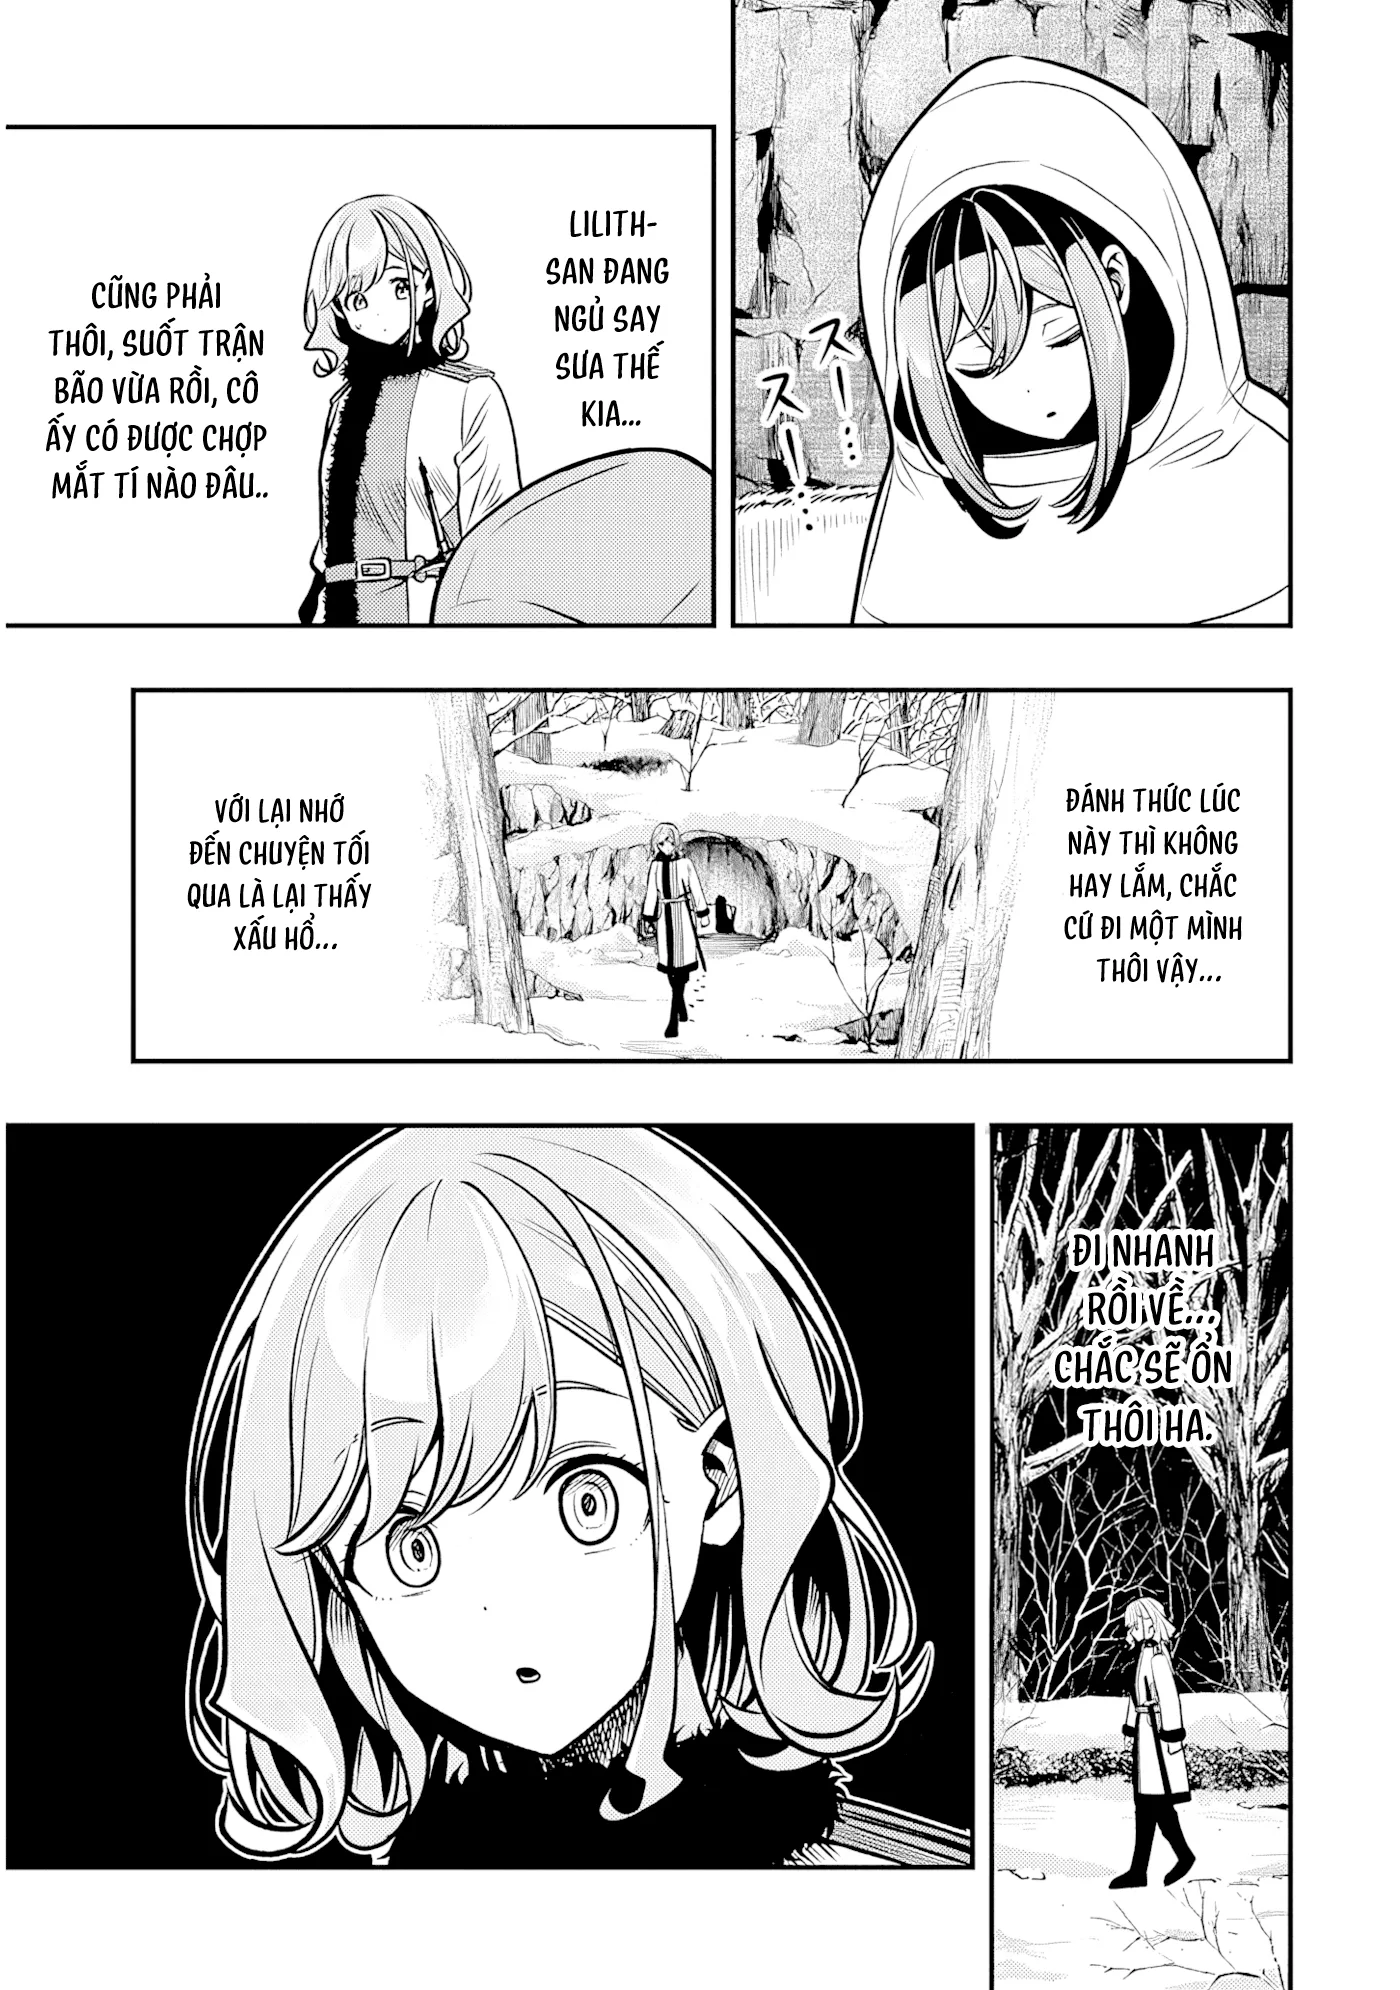 スー…
スー…
LILITH-
SAN ĐANG
NGỦ SAY
SƯA THẾ
KIA...
CŨNG PHẢI
THÔI, SUỐT TRẬN
BÃO VỪA RỒI, CÔ
ẤY CÓ ĐƯỢC CHỢP
MẮT TÍ NÀO ĐÂU..
ĐÁNH THỨC LÚC
NÀY THÌ KHÔNG
HAY LẮM, CHẮC
CỨ ĐI MỘT MÌNH
THÔI VẬY...
VỚI LẠI NHỚ
ĐẾN CHUYỆN TỐI
QUA LÀ LẠI THẤY
XẤU HỔ...
ĐI NHANH
RỒI VỀ...
CHẮC SẼ ỔN
THÔI HA.